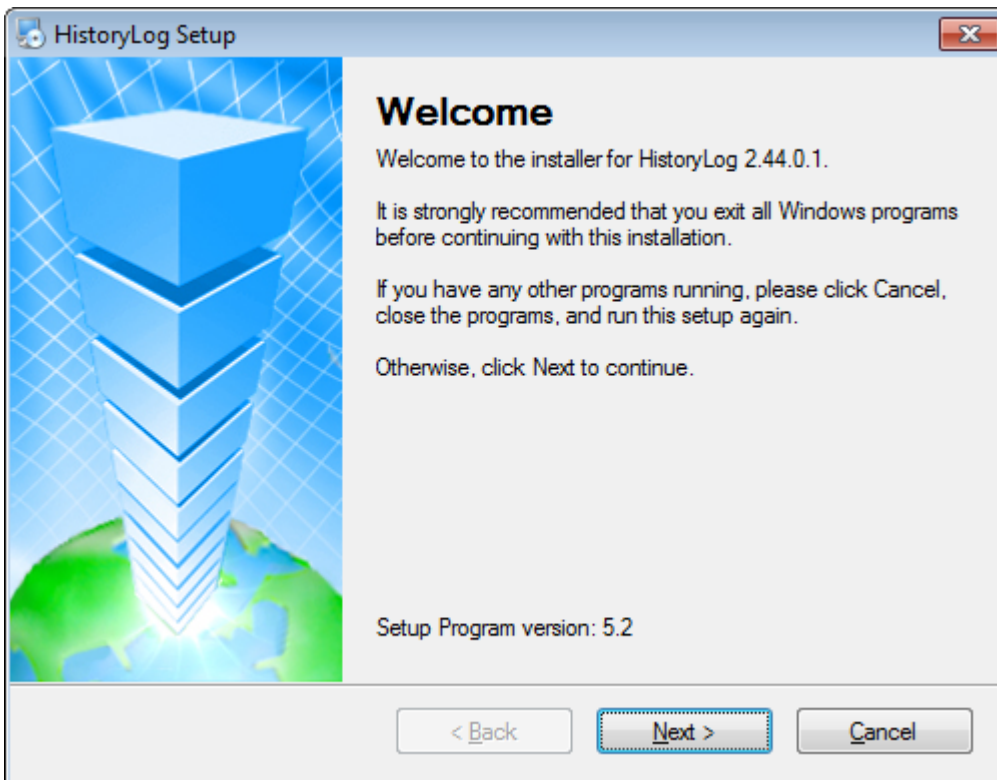 HistoryLog Setup
Welcome
Welcome to the installer for HistoryLog 2.44.0.1.
It is strongly recommended that you exit all Windows programs
before continuing with this installation.
If you have any other programs running, please click Cancel,
close the programs, and run this setup again.
Otherwise, click Next to continue.
Setup Program version: 5.2
< Back
Next >
Cancel